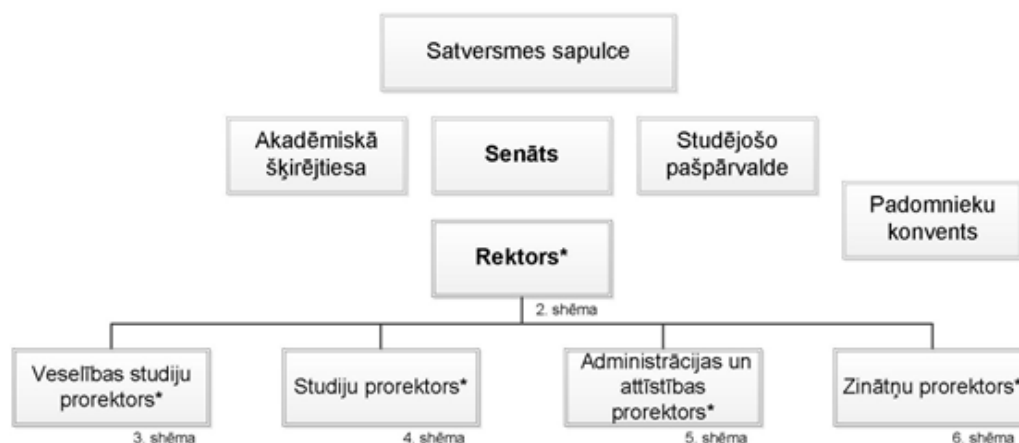 Satversmes sapulce
Akadēmiskā
šķirējtiesa
Senāts
Studējošo
pašpārvalde
Padomnieku
konvents
Rektors*
2. shēma
Veselības studiju
prorektors*
Studiju prorektors*
Administrācijas un
attīstības
prorektors*
Zinātņu prorektors*
3. shēma
4. shēma
5. shēma
6. shēma